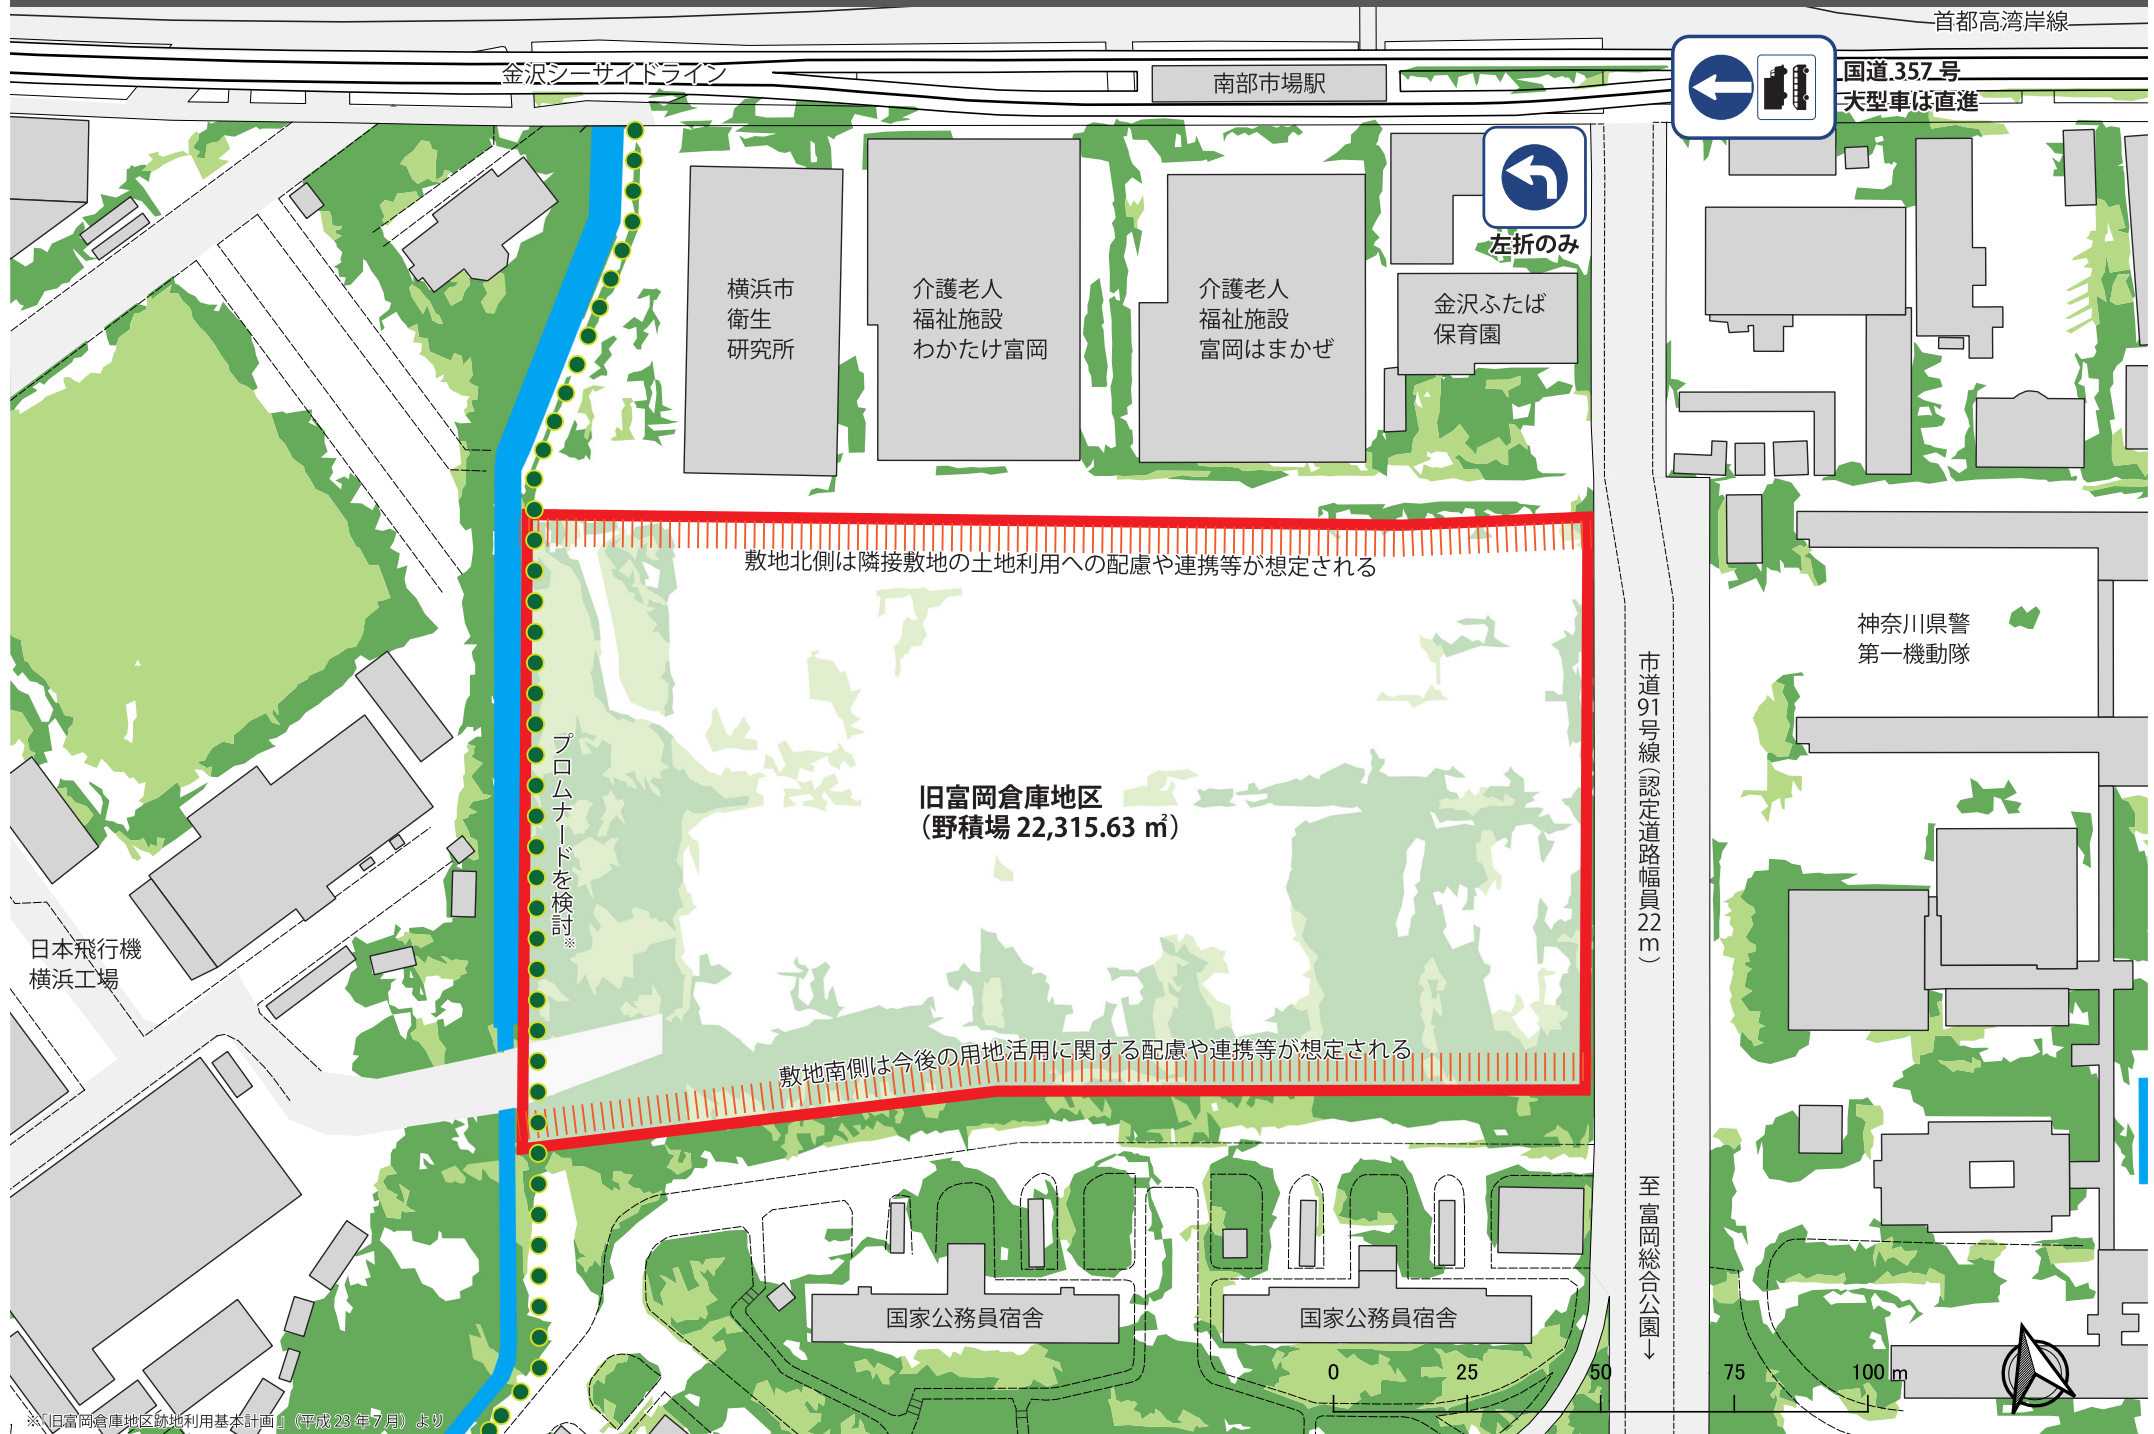 首都高湾岸線
金沢シーサイドライン
南部市場駅
国道 357 号
大型車は直進
左折のみ
横浜市
衛生
研究所
介護老人
福祉施設
わかたけ富岡
介護老人
福祉施設
富岡はまかぜ
金沢ふたば
保育園
敷地北側は隣接敷地の土地利用への配慮や連携等が想定される
神奈川県警
第一機動隊
市道91号線（認定道路幅員22m）
プロムナードを検討※
旧富岡倉庫地区
（野積場 22,315.63 ㎡）
日本飛行機
横浜工場
敷地南側は今後の用地活用に関する配慮や連携等が想定される
至 富岡総合公園→
国家公務員宿舎
国家公務員宿舎
0 25 50 75 100 m
※「旧富岡倉庫地区跡地利用基本計画」（平成 23 年 7 月）より